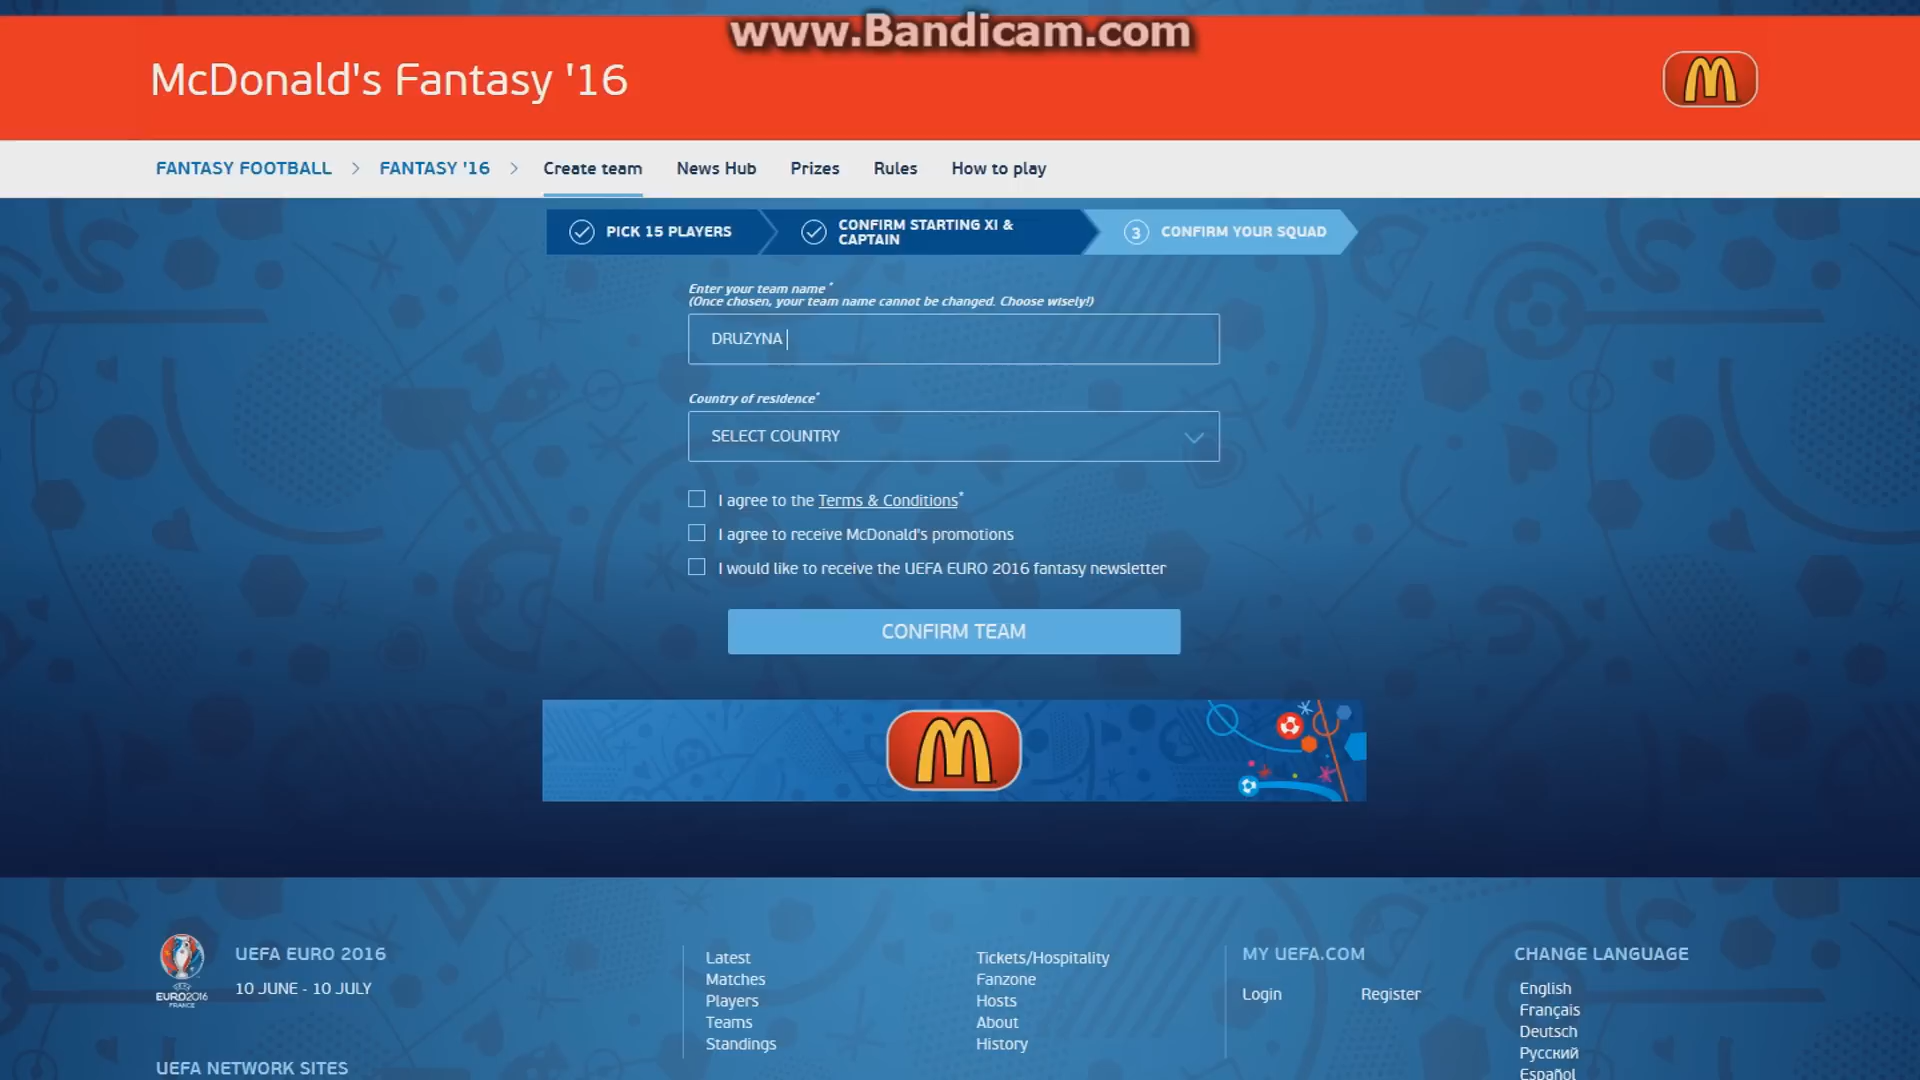 www.Bandicam.com
McDonald's Fantasy '16
FANTASY FOOTBALL > FANTASY '16 > Create team News Hub Prizes Rules How to play
PICK 15 PLAYERS
CONFIRM STARTING XI &
CAPTAIN
3 CONFIRM YOUR SQUAD
Enter your team name *
(Once chosen, your team name cannot be changed. Choose wisely!)
DRUŻYNA
Country of residence*
SELECT COUNTRY
I agree to the Terms & Conditions*
I agree to receive McDonald's promotions
I would like to receive the UEFA EURO 2016 fantasy newsletter
CONFIRM TEAM
UEFA EURO 2016
10 JUNE - 10 JULY
EURO2016
FRANCE
UEFA NETWORK SITES
Latest
Matches
Players
Teams
Standings
Tickets/Hospitality
Fanzone
Hosts
About
History
MY UEFA.COM
Login Register
CHANGE LANGUAGE
English
Français
Deutsch
Русский
Español